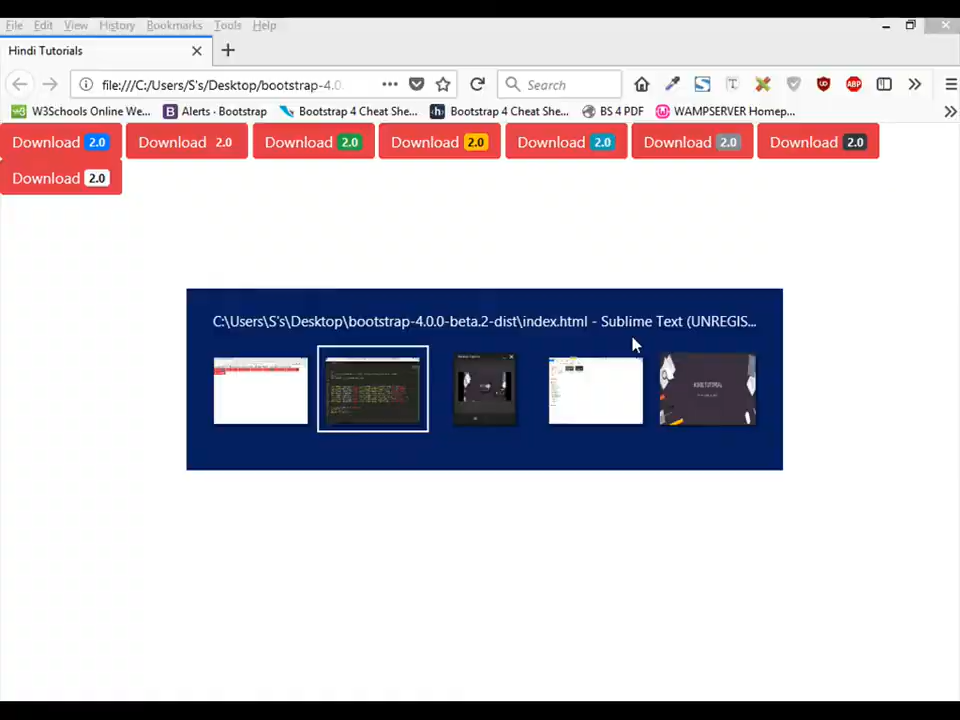 File Edit View History Bookmarks Tools Help
Hindi Tutorials
file:///C:/Users/S's/Desktop/bootstrap-4.0.
Search
W3Schools Online We...
Alerts · Bootstrap
Bootstrap 4 Cheat She...
Bootstrap 4 Cheat She...
BS 4 PDF
WAMPSERVER Homep...
Download 2.0
Download 2.0
Download 2.0
Download 2.0
Download 2.0
Download 2.0
Download 2.0
Download 2.0
C:\Users\S's\Desktop\bootstrap-4.0.0-beta.2-dist\index.html - Sublime Text (UNREGIS...